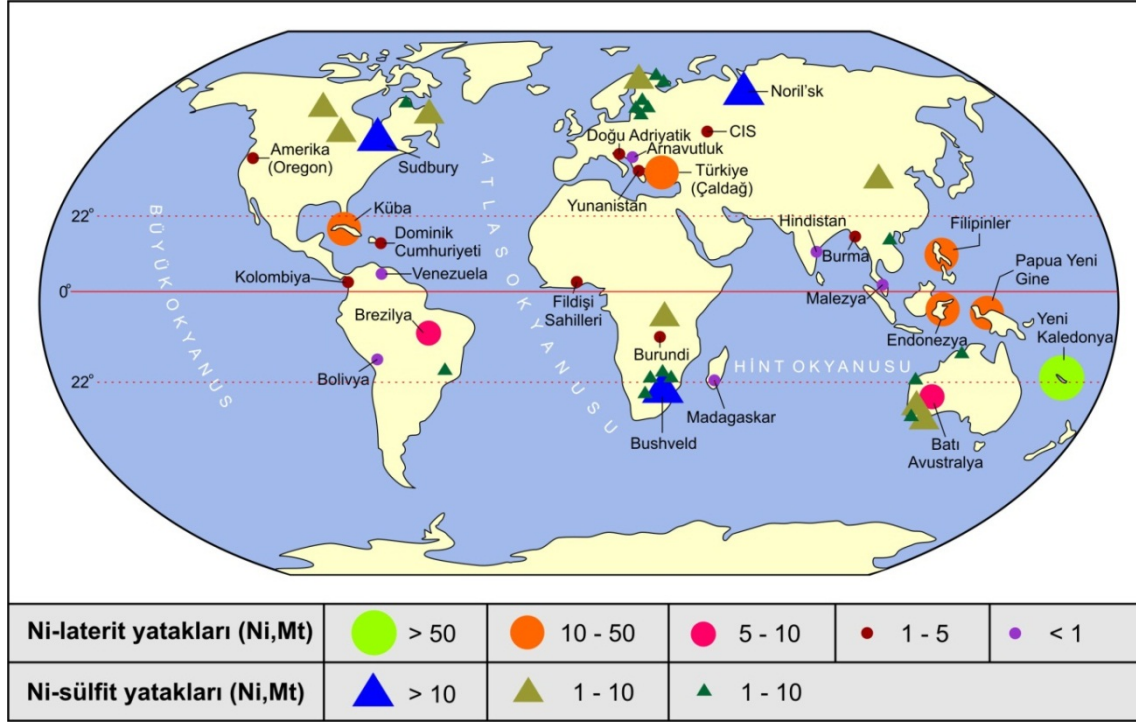 Noril'sk
CIS
Doğu Adriyatik
Arnavutluk
Amerika
(Oregon)
Sudbury
Türkiye
(Çaldağ)
Yunanistan
ATLAS OKYANUSU
BÜYÜK OKYANUS
22°
Küba
Dominik
Cumhuriyeti
Hindistan
Burma
Filipinler
Kolombiya
Venezuela
Papua Yeni
Gine
0°
Fildişi
Sahilleri
Malezya
Brezilya
Endonezya
Yeni
Kaledonya
Burundi
HİNT OKYANUSU
Bolivya
22°
Madagaskar
Bushveld
Batı
Avustralya
Ni-laterit yatakları (Ni,Mt) > 50 10 - 50 5 - 10 1 - 5 < 1
Ni-sülfit yatakları (Ni,Mt) > 10 1 - 10 1 - 10